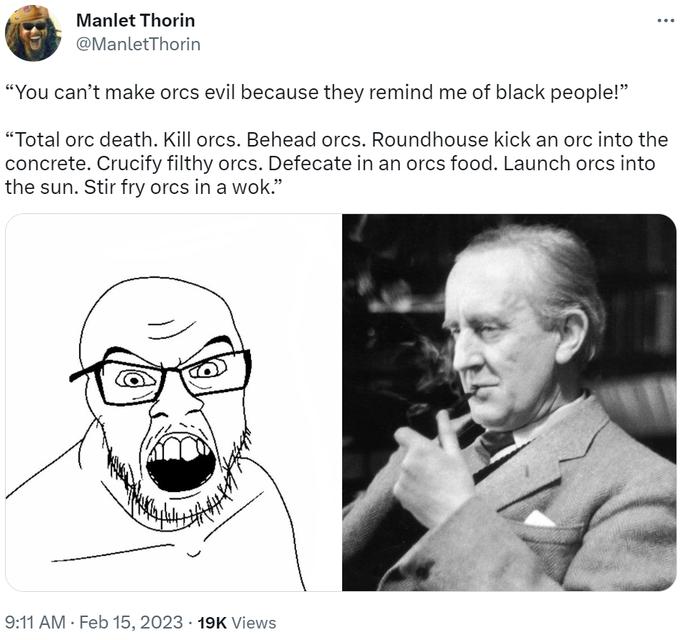 Manlet Thorin
@ManletThorin
“You can’t make orcs evil because they remind me of black people!”
“Total orc death. Kill orcs. Behead orcs. Roundhouse kick an orc into the
concrete. Crucify filthy orcs. Defecate in an orcs food. Launch orcs into
the sun. Stir fry orcs in a wok.”
9:11 AM · Feb 15, 2023 · 19K Views